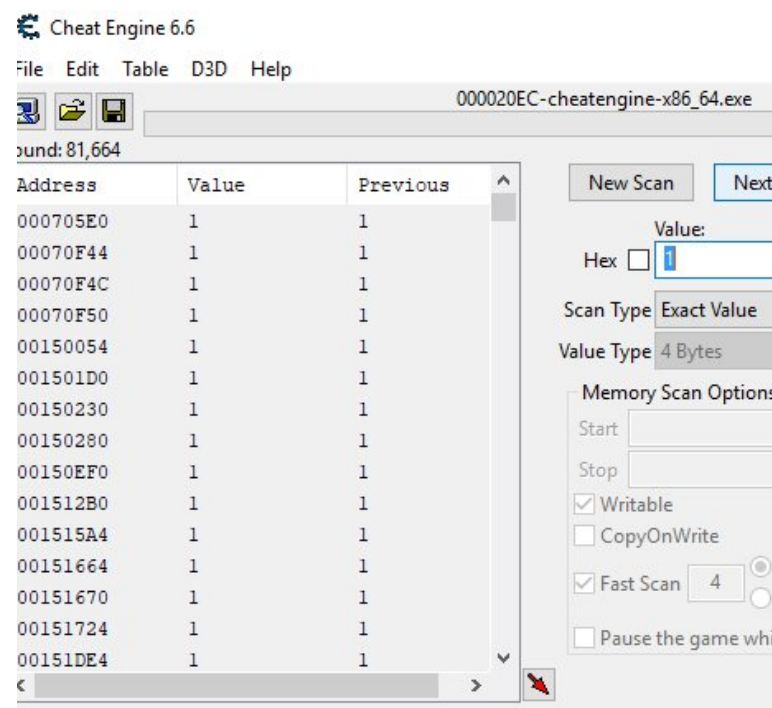 Cheat Engine 6.6
File Edit Table D3D Help
000020EC-cheatengine-x86_64.exe
ound: 81,664
Address Value Previous
000705E0 1 1
00070F44 1 1
00070F4C 1 1
00070F50 1 1
00150054 1 1
001501D0 1 1
00150230 1 1
00150280 1 1
00150EF0 1 1
001512B0 1 1
001515A4 1 1
00151664 1 1
00151670 1 1
00151724 1 1
00151DE4 1 1
New Scan Next
Value:
Hex 1
Scan Type Exact Value
Value Type 4 Bytes
Memory Scan Options
Start
Stop
Writable
CopyOnWrite
Fast Scan 4
Pause the game whi